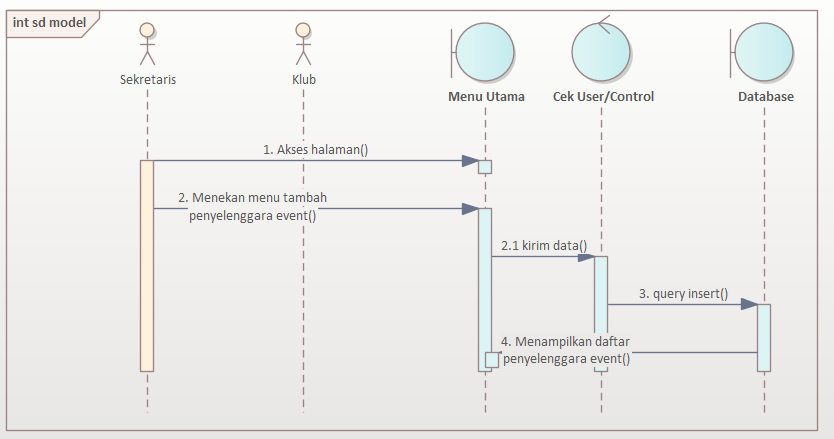 int sd model
Sekretaris
Klub
Menu Utama
Cek User/Control
Database
1. Akses halaman()
2. Menekan menu tambah
penyelenggara event()
2.1 kirim data()
3. query insert()
4. Menampilkan daftar
penyelenggara event()